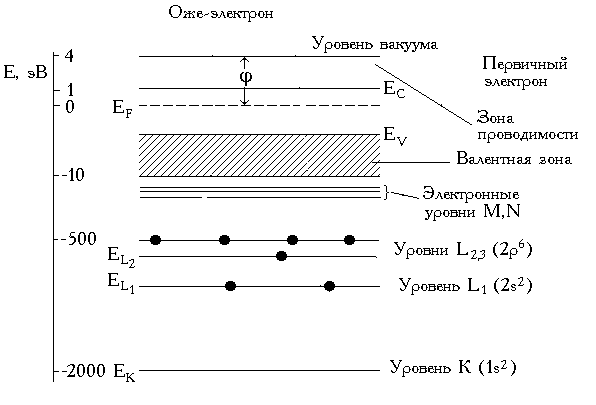 Оже-электрон
Уровень вакуума
E, эВ
4
φ
Первичный
электрон
1
E_C
0
E_F
Зона
проводимости
E_V
Валентная зона
-10
Электронные
уровни M,N
-500
E_L2
Уровни L_2,3 (2p^6)
E_L1
Уровень L_1 (2s^2)
-2000
E_K
Уровень K (1s^2)